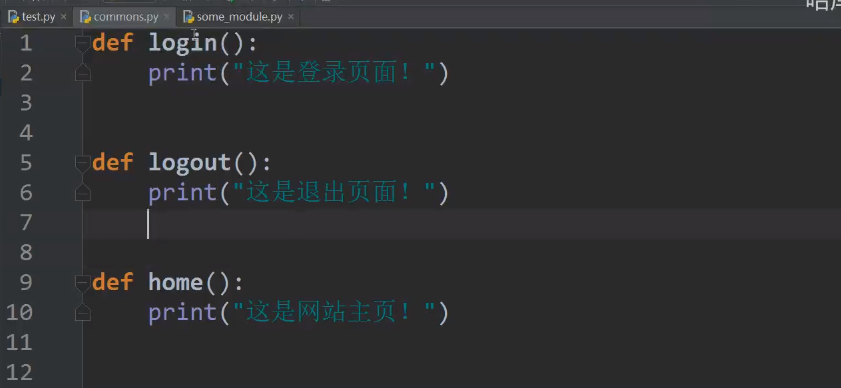 test.py × commons.py × some_module.py ×
1 def login():
2 print("这是登录页面！")
3
4
5 def logout():
6 print("这是退出页面！")
7
8
9 def home():
10 print("这是网站主页！")
11
12